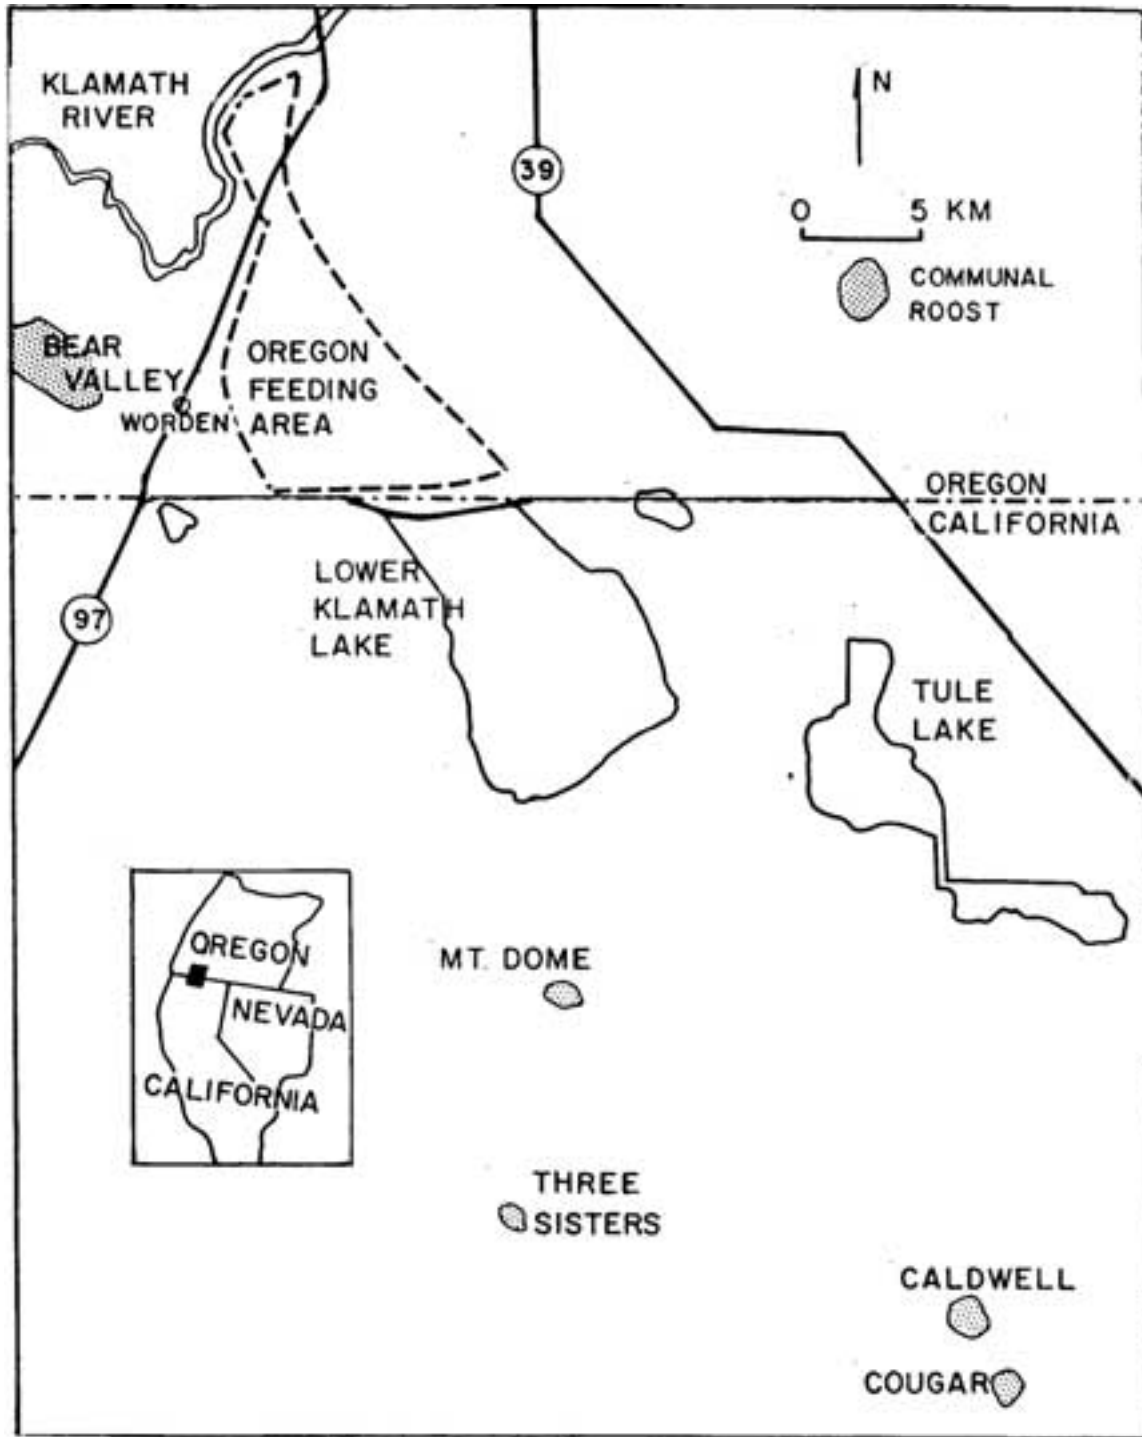 KLAMATH
RIVER
N
39
0 5 KM
COMMUNAL
ROOST
BEAR
VALLEY
WORDEN
OREGON
FEEDING
AREA
OREGON
CALIFORNIA
LOWER
KLAMATH
LAKE
97
TULE
LAKE
OREGON
NEVADA
CALIFORNIA
MT. DOME
THREE
SISTERS
CALDWELL
COUGAR